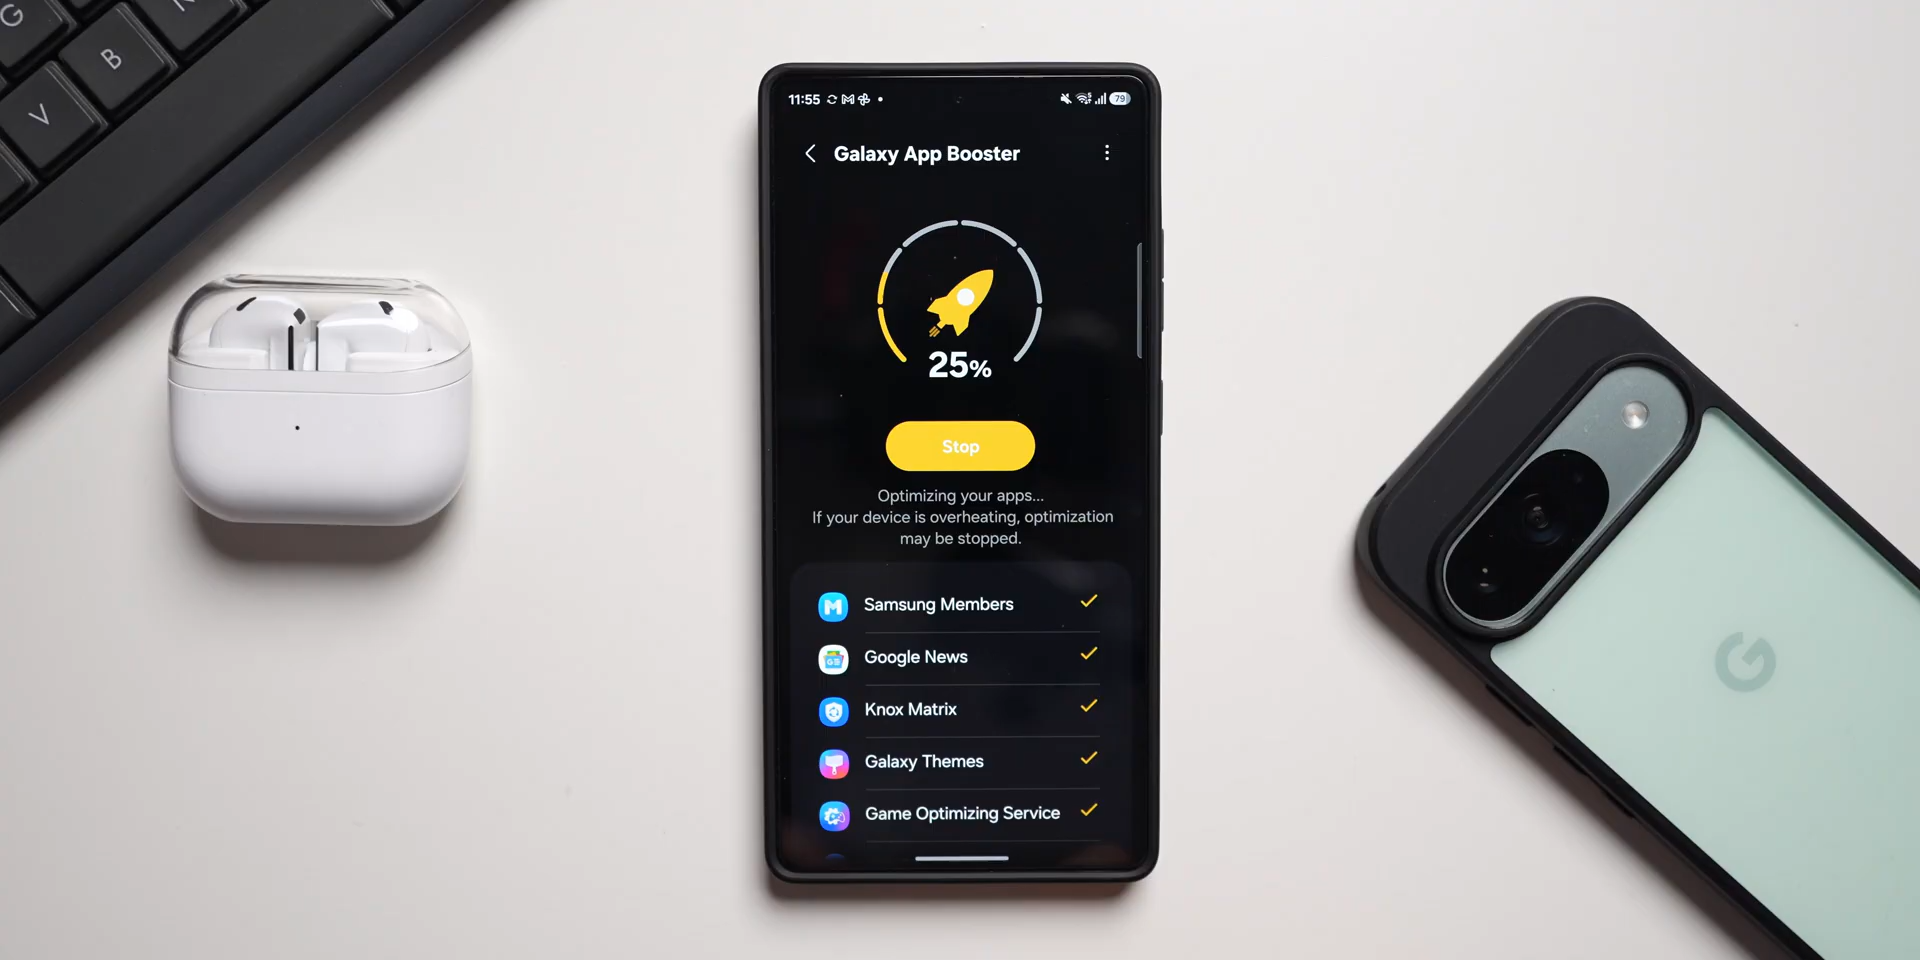 G
B
V
11:55
79
Galaxy App Booster
25%
Stop
Optimizing your apps...
If your device is overheating, optimization
may be stopped.
Samsung Members
Google News
Knox Matrix
Galaxy Themes
Game Optimizing Service
G